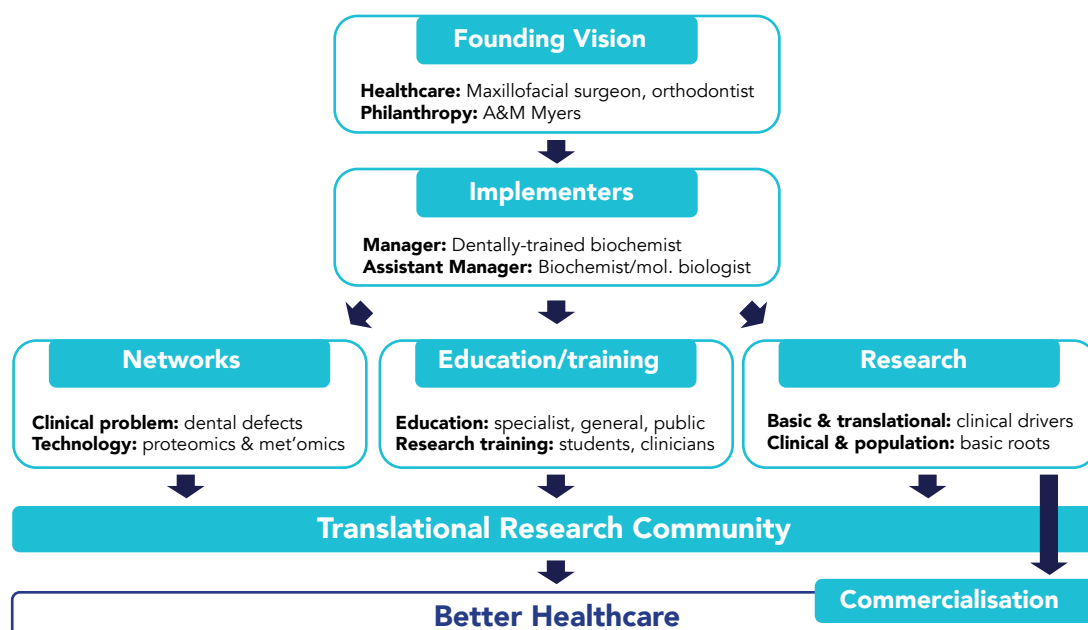 Founding Vision
Healthcare: Maxillofacial surgeon, orthodontist
Philanthropy: A&M Myers
Implementers
Manager: Dentally-trained biochemist
Assistant Manager: Biochemist/mol. biologist
Networks
Clinical problem: dental defects
Technology: proteomics & met’omics
Education/training
Education: specialist, general, public
Research training: students, clinicians
Research
Basic & translational: clinical drivers
Clinical & population: basic roots
Translational Research Community
Better Healthcare
Commercialisation